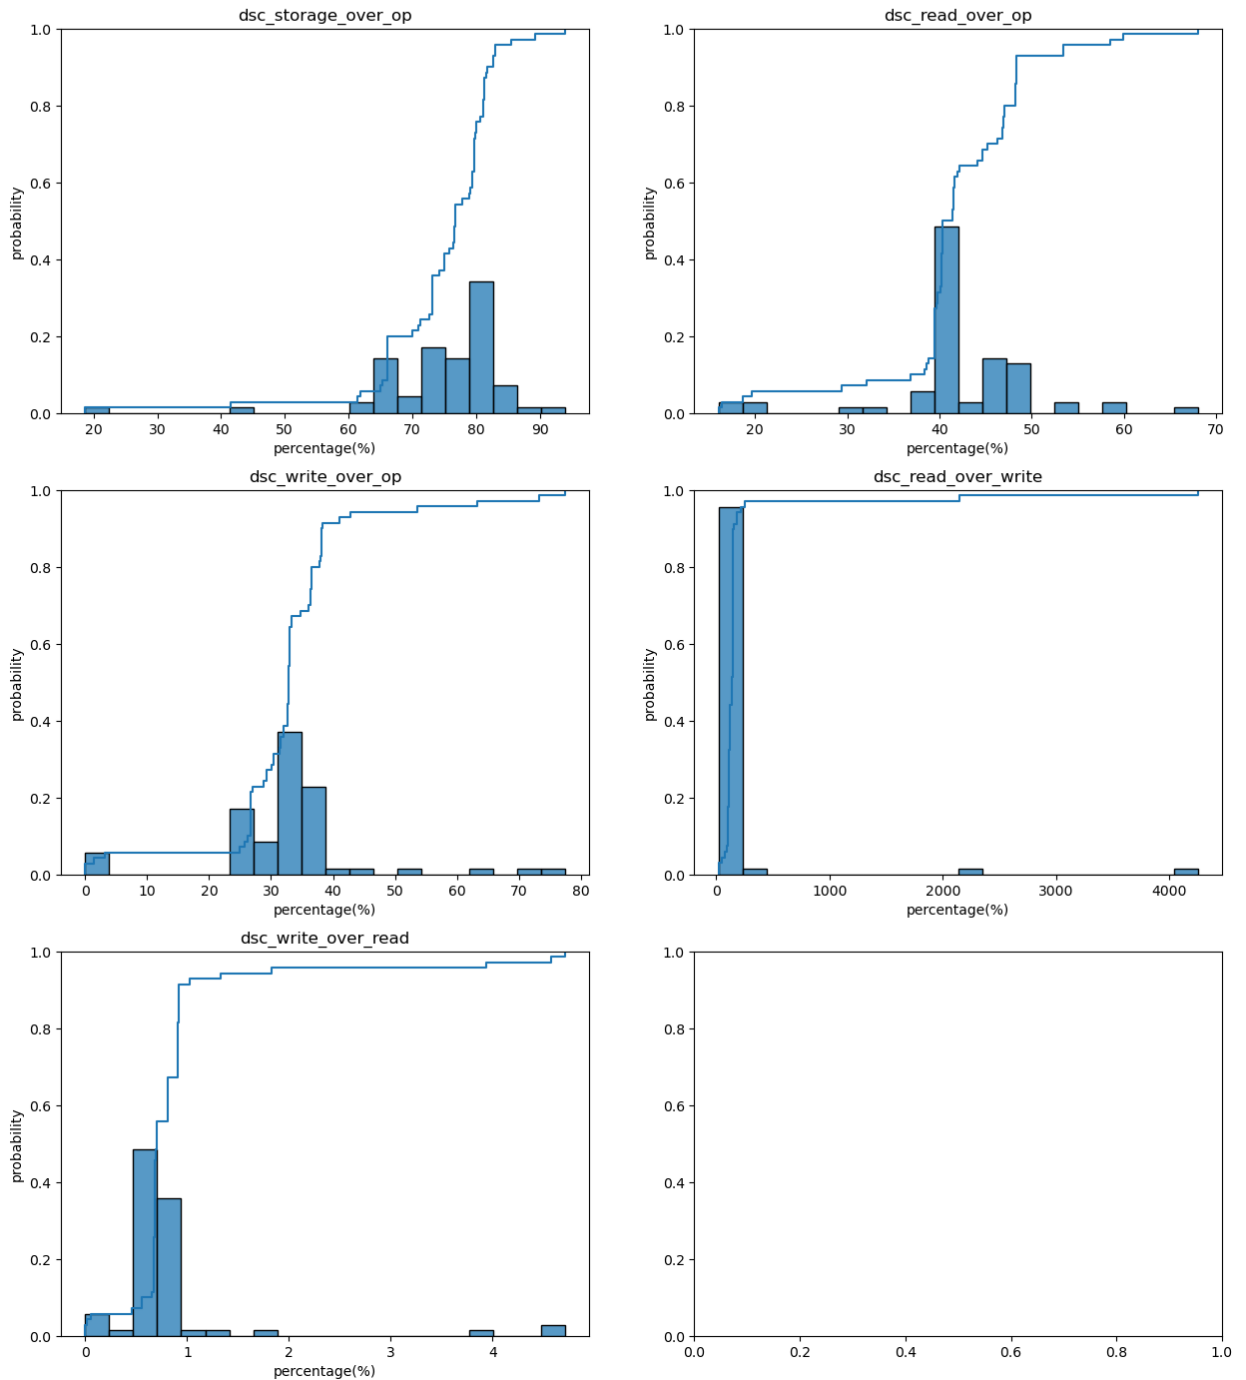 dsc_storage_over_op
1.0
0.8
0.6
0.4
0.2
0.0
probability
20 30 40 50 60 70 80 90
percentage(%)
dsc_read_over_op
1.0
0.8
0.6
0.4
0.2
0.0
probability
20 30 40 50 60 70
percentage(%)
dsc_write_over_op
1.0
0.8
0.6
0.4
0.2
0.0
probability
0 10 20 30 40 50 60 70 80
percentage(%)
dsc_read_over_write
1.0
0.8
0.6
0.4
0.2
0.0
probability
0 1000 2000 3000 4000
percentage(%)
dsc_write_over_read
1.0
0.8
0.6
0.4
0.2
0.0
probability
0 1 2 3 4
percentage(%)
1.0
0.8
0.6
0.4
0.2
0.0
0.0 0.2 0.4 0.6 0.8 1.0